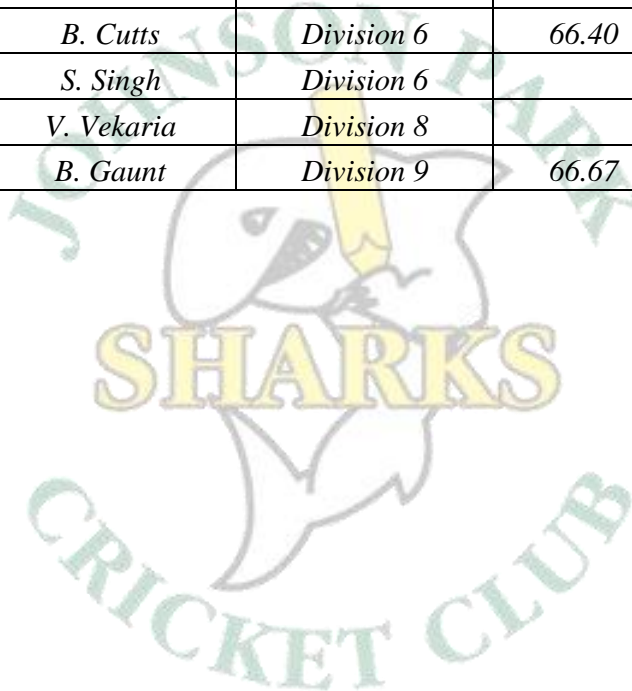 B. Cutts Division 6 66.40
S. Singh Division 6
V. Vekaria Division 8
B. Gaunt Division 9 66.67
JOHNSON PARK
SHARKS
CRICKET CLUB